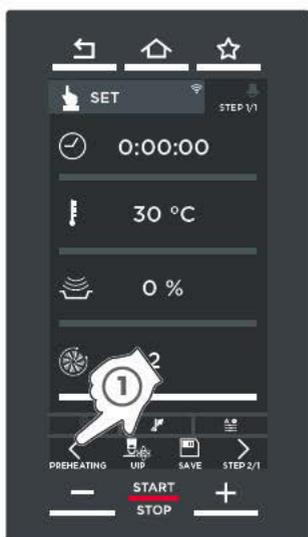 SET
STEP 1/1
0:00:00
30 °C
0 %
2
1
PREHEATING UIP SAVE STEP 2/1
START
STOP